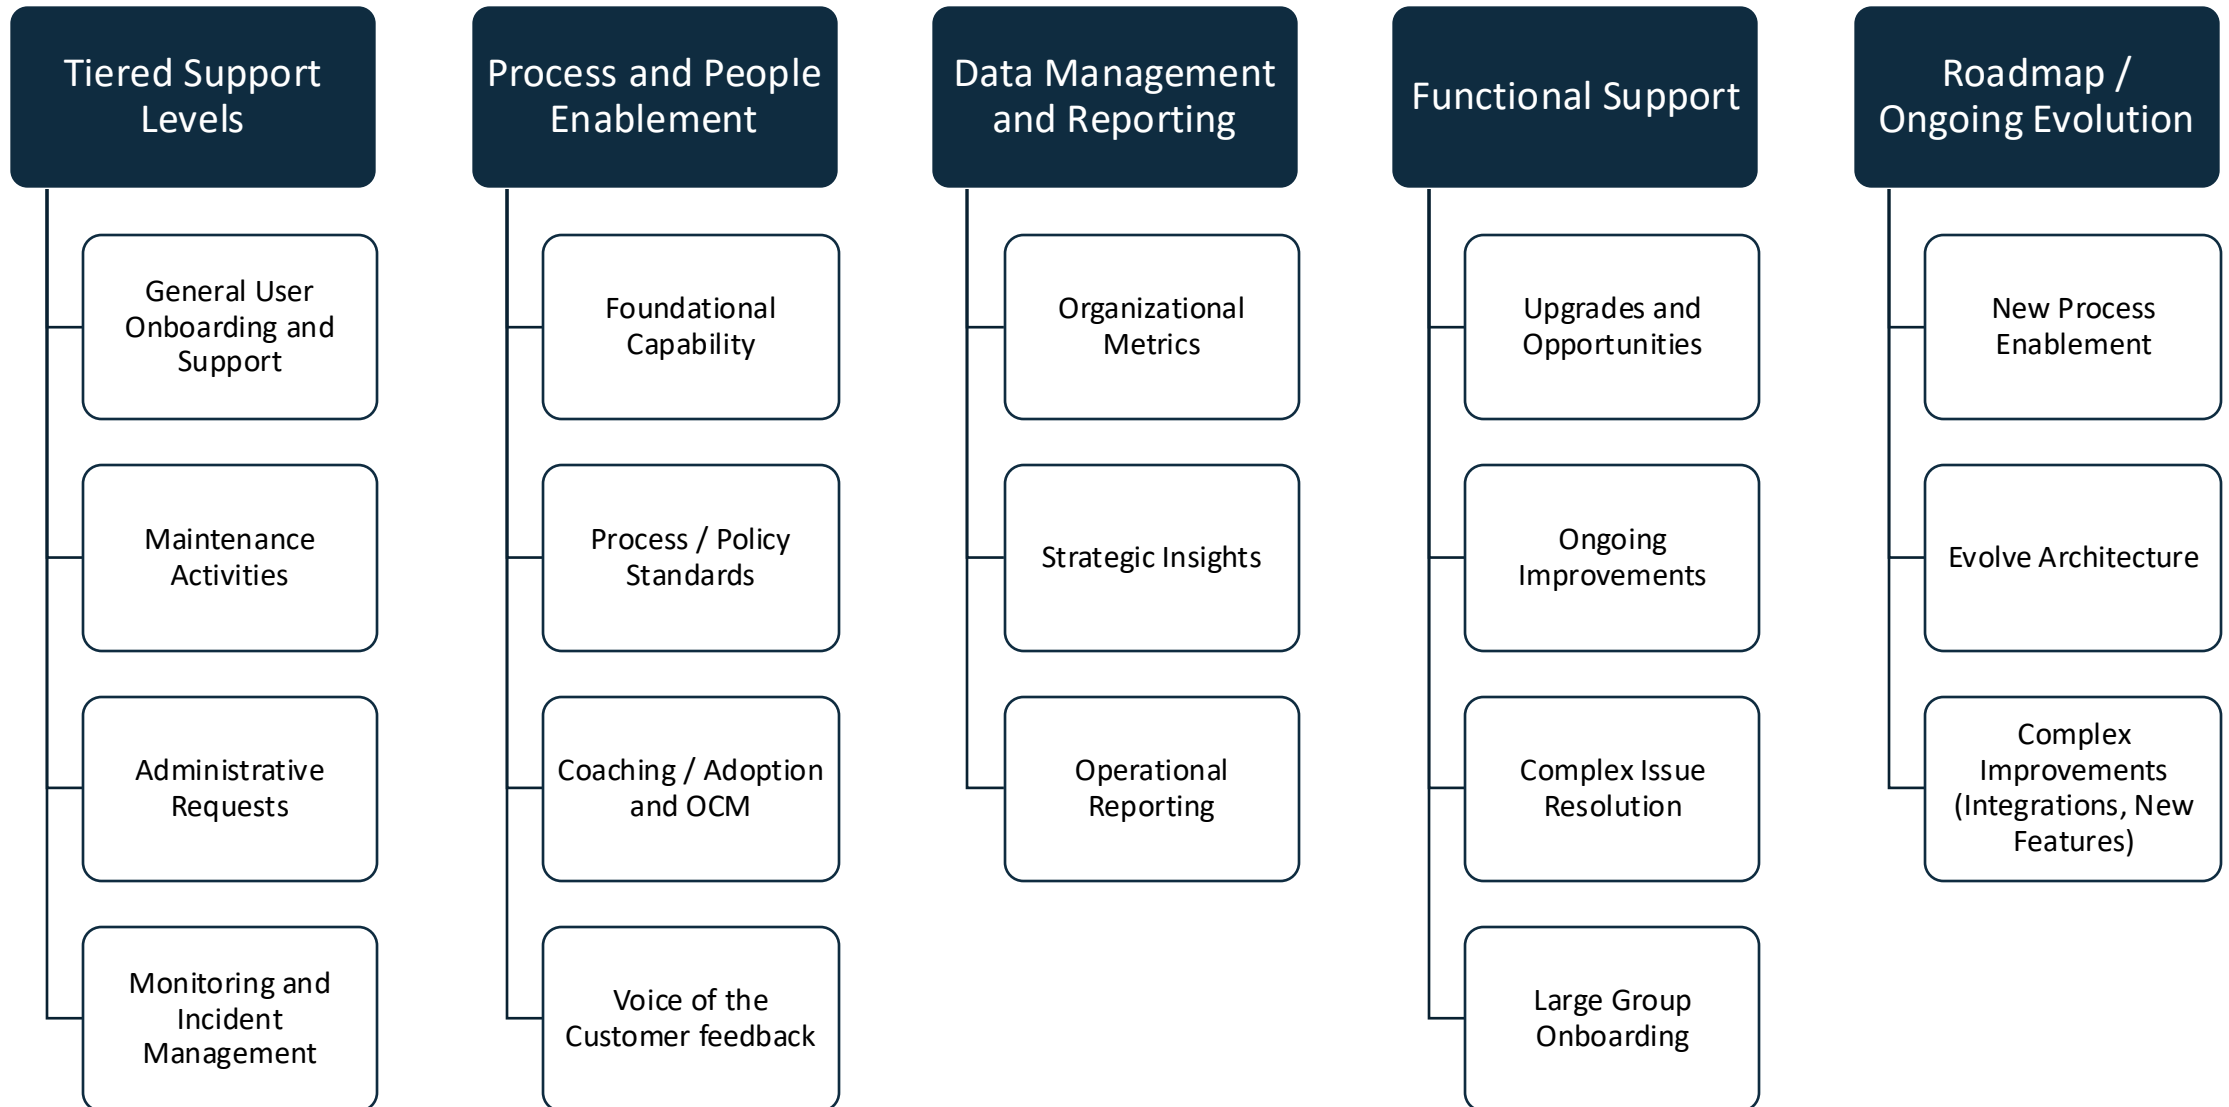 Tiered Support
Levels
General User
Onboarding and
Support
Maintenance
Activities
Administrative
Requests
Monitoring and
Incident
Management
Process and People
Enablement
Foundational
Capability
Process / Policy
Standards
Coaching / Adoption
and OCM
Voice of the
Customer feedback
Data Management
and Reporting
Organizational
Metrics
Strategic Insights
Operational
Reporting
Functional Support
Upgrades and
Opportunities
Ongoing
Improvements
Complex Issue
Resolution
Large Group
Onboarding
Roadmap /
Ongoing Evolution
New Process
Enablement
Evolve Architecture
Complex
Improvements
(Integrations, New
Features)